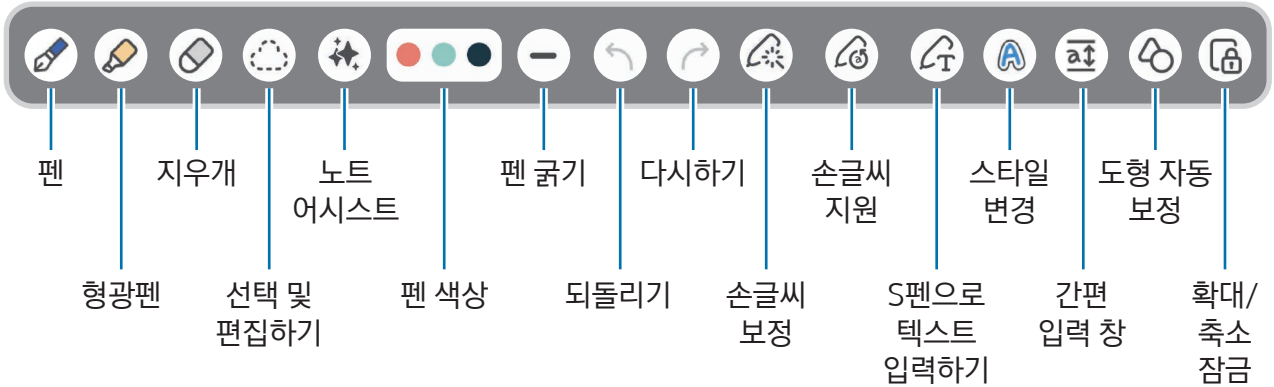 펜
지우개
노트
어시스트
펜 굵기
다시하기
손글씨
지원
스타일
변경
도형 자동
보정
형광펜
선택 및
편집하기
펜 색상
되돌리기
손글씨
보정
S펜으로
텍스트
입력하기
간편
입력 창
확대/
축소
잠금